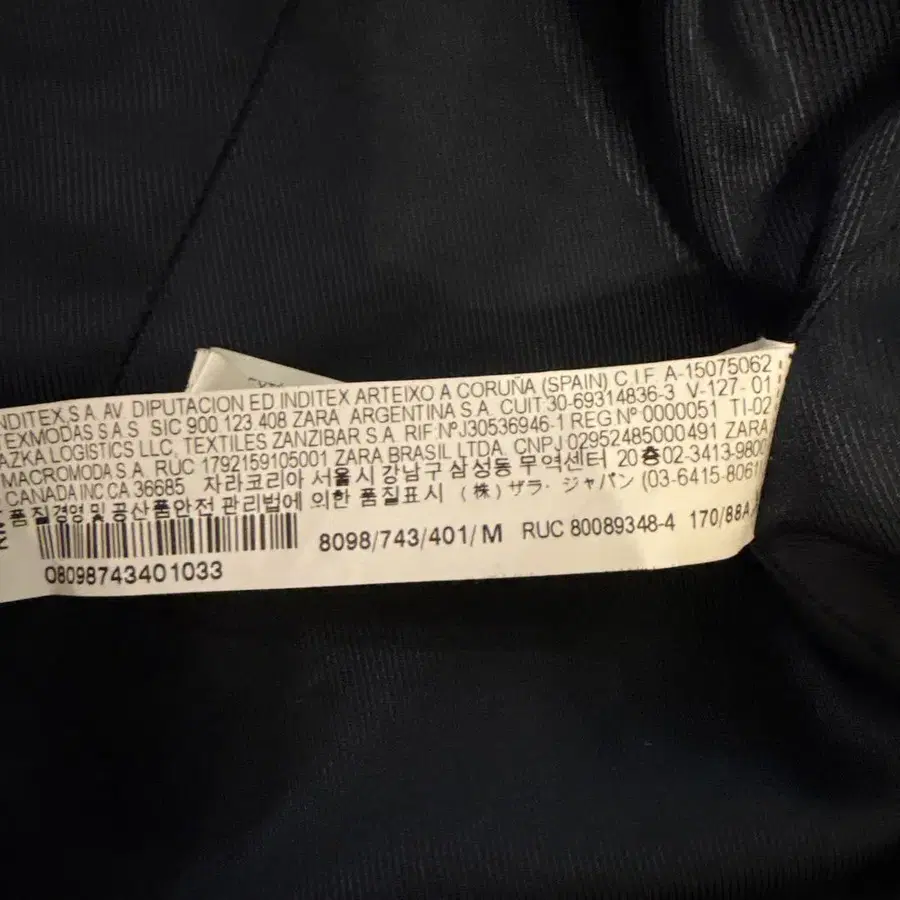 INDITEX,S.A. AV DIPUTACION ED INDITEX ARTEIXO A CORUÑA (SPAIN) C.I.F. A-15075062
TEXMODAS S.A.S SIC 900.123.408 ZARA ARGENTINA S.A. CUIT:30-69314836-3 V-127- 01
AZKA LOGISTICS LLC, TEXTILES ZANZIBAR S.A. RIF:NºJ30536946-1 REG Nº 0000051 TI-02
MACROMODA S.A. RUC 1792159105001 ZARA BRASIL LTDA. CNPJ 02952485000491 ZARA
CANADA INC CA 36685 자라코리아 서울시 강남구 삼성동 무역센터 20층02-3413-9800
품질경영 및 공산품안전 관리법에 의한 품질표시 (株) ザラ・ジャパン (03-6415-8061)
8098/743/401/M RUC 80089348-4 170/88A
08098743401033